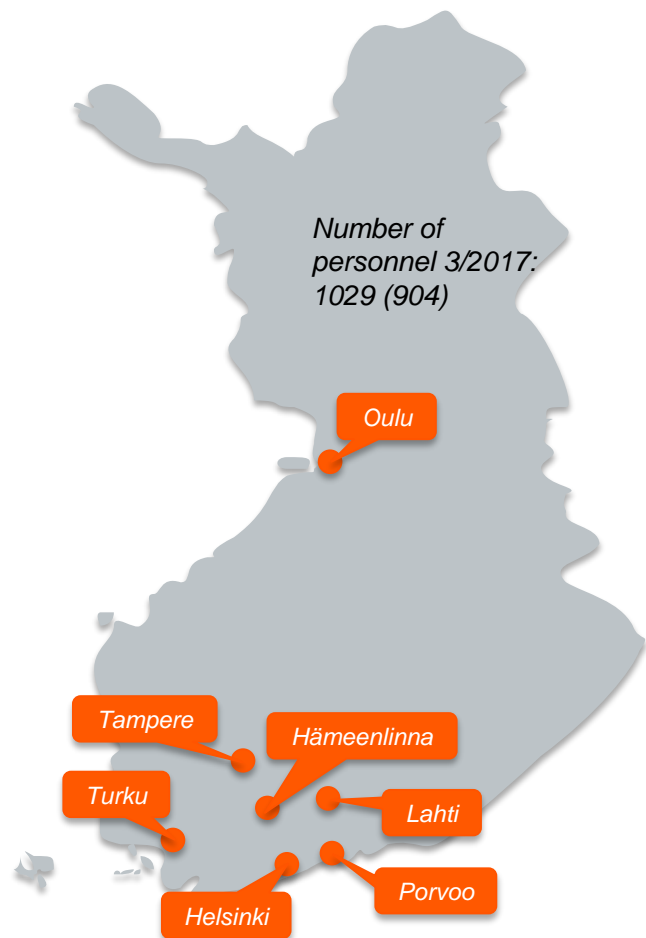 Number of
personnel 3/2017:
1029 (904)
Oulu
Tampere
Hämeenlinna
Turku
Lahti
Porvoo
Helsinki